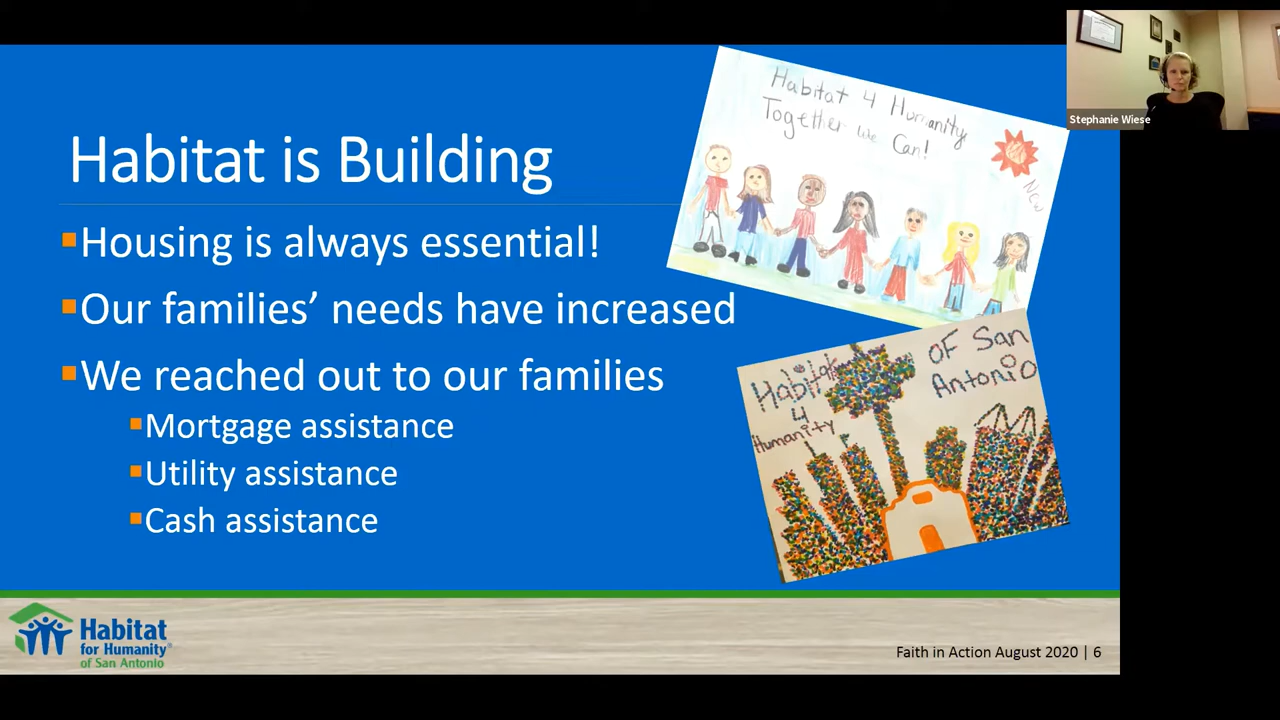 Habitat is Building
Housing is always essential!
Our families’ needs have increased
We reached out to our families
Mortgage assistance
Utility assistance
Cash assistance
Habitat 4 Humanity
Together we Can!
NCW
Habitat
4
Humanity
OF San
Antonio
Stephanie Wiese
Habitat
for Humanity®
of San Antonio
Faith in Action August 2020 | 6